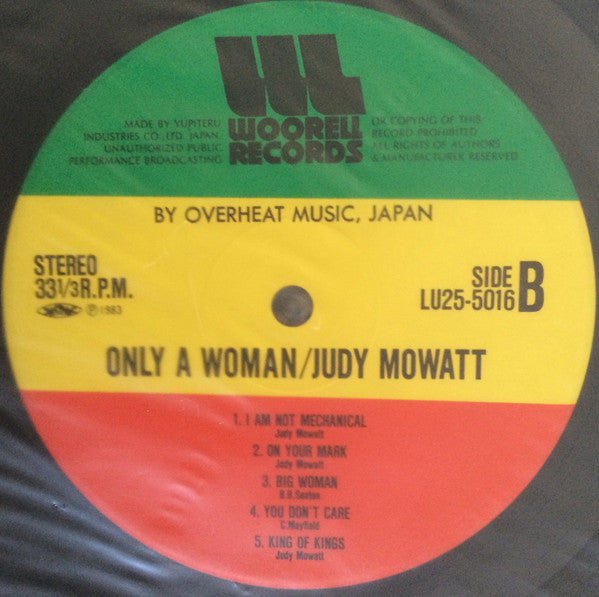 WOORELL
RECORDS
MADE BY YUPITERU
INDUSTRIES CO., LTD. JAPAN.
UNAUTHORIZED PUBLIC
PERFORMANCE BROADCASTING
OR COPYING OF THIS
RECORD PROHIBITED
ALL RIGHTS OF AUTHORS
& MANUFACTURER RESERVED
BY OVERHEAT MUSIC, JAPAN
STEREO
33 1/3 R.P.M.
Ⓟ1983
SIDE B
LU25-5016
ONLY A WOMAN/JUDY MOWATT
1. I AM NOT MECHANICAL
Judy Mowatt
2. ON YOUR MARK
Judy Mowatt
3. BIG WOMAN
B.B.Seaton
4. YOU DON'T CARE
C.Mayfield
5. KING OF KINGS
Judy Mowatt